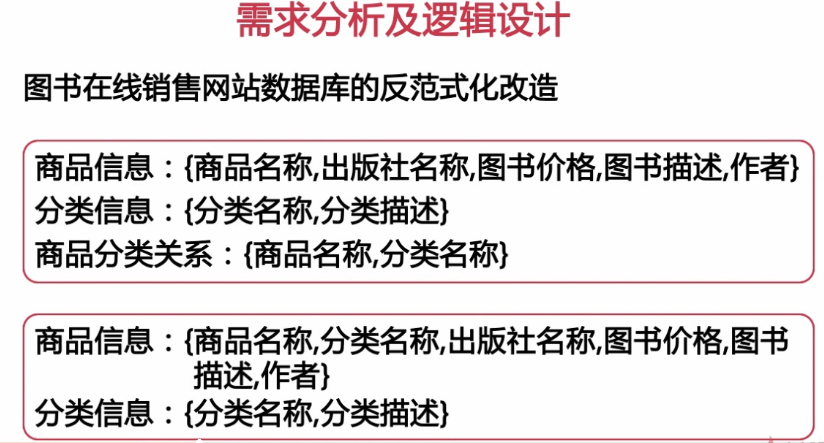 需求分析及逻辑设计
图书在线销售网站数据库的反范式化改造
商品信息：{商品名称,出版社名称,图书价格,图书描述,作者}
分类信息：{分类名称,分类描述}
商品分类关系：{商品名称,分类名称}
商品信息：{商品名称,分类名称,出版社名称,图书价格,图书
描述,作者}
分类信息：{分类名称,分类描述}